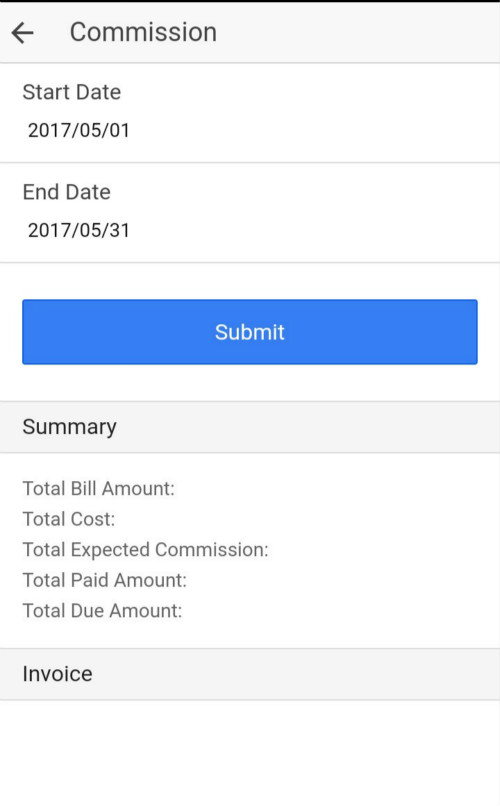 Commission
Start Date
2017/05/01
End Date
2017/05/31
Submit
Summary
Total Bill Amount:
Total Cost:
Total Expected Commission:
Total Paid Amount:
Total Due Amount:
Invoice